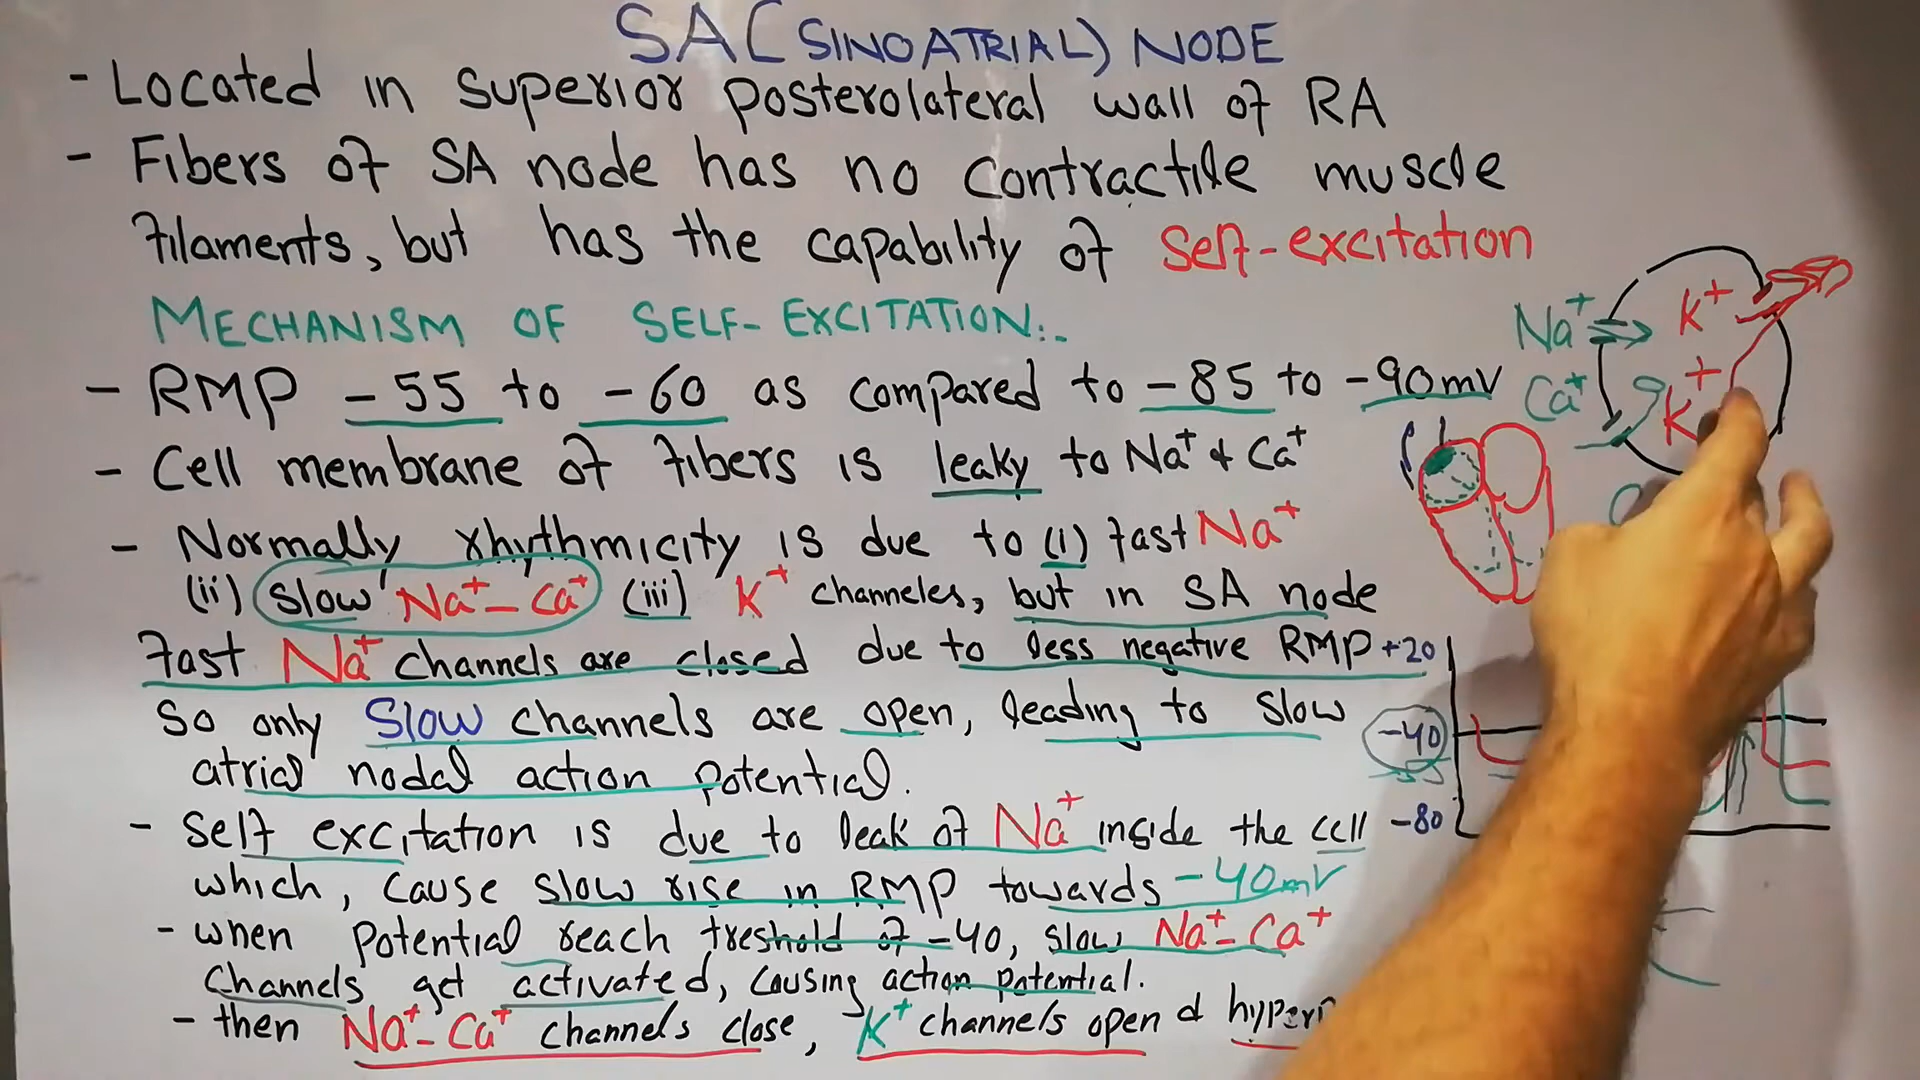 SA (SINOATRIAL) NODE
- Located in superior posterolateral wall of RA
- Fibers of SA node has no contractile muscle
filaments, but has the capability of self-excitation
MECHANISM OF SELF-EXCITATION:-
- RMP -55 to -60 as compared to -85 to -90mV
- Cell membrane of fibers is leaky to Na+ & Ca+
- Normally rhythmicity is due to (i) fast Na+
(ii) slow Na+-Ca+ (iii) K+ channeles, but in SA node
fast Na+ channels are closed due to less negative RMP
so only slow channels are open, leading to slow
atrial nodal action potential.
- Self excitation is due to leak of Na+ inside the cell
which, cause slow rise in RMP towards -40mV
- when potential reach treshold of -40, slow Na+-Ca+
channels get activated, causing action potential.
- then Na+-Ca+ channels close, K+ channels open &
Na+
K+
Ca+
K+
+20
-40
-55
-80